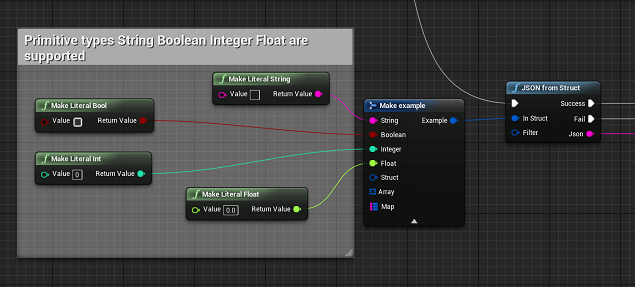 Primitive types String Boolean Integer Float are
supported
Make Literal String
Value Return Value
Make Literal Bool
Value Return Value
Make Literal Int
Value 0 Return Value
Make Literal Float
Value 0.0 Return Value
Make example
String Example
Boolean
Integer
Float
Struct
Array
Map
JSON from Struct
Success
In Struct Fail
Filter Json